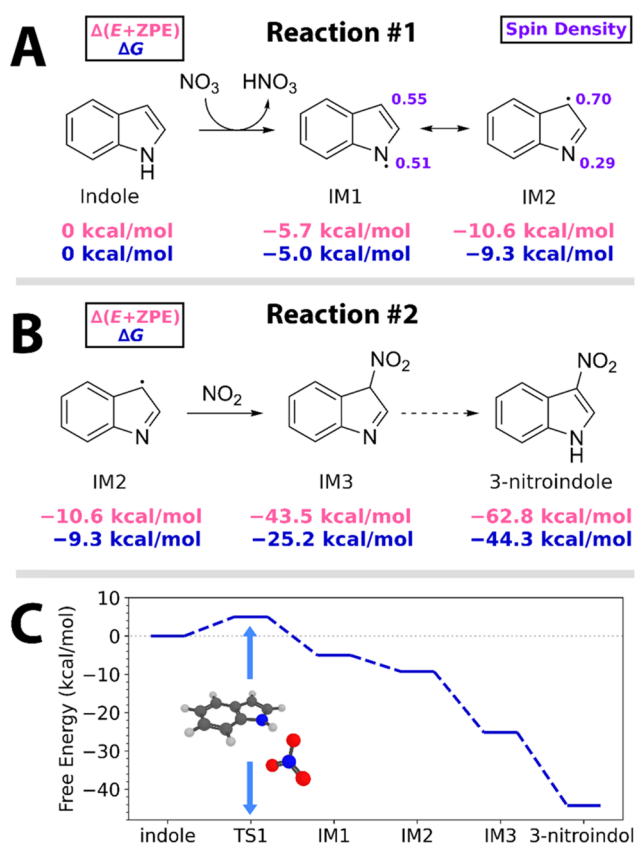 A
Δ(E+ZPE)
ΔG
Reaction #1
Spin Density
NO3 HNO3
0.55
0.70
N
H
N
0.51
N
0.29
Indole IM1 IM2
0 kcal/mol −5.7 kcal/mol −10.6 kcal/mol
0 kcal/mol −5.0 kcal/mol −9.3 kcal/mol
B
Δ(E+ZPE)
ΔG
Reaction #2
NO2
NO2
NO2
N
N
N
H
IM2 IM3 3-nitroindole
−10.6 kcal/mol −43.5 kcal/mol −62.8 kcal/mol
−9.3 kcal/mol −25.2 kcal/mol −44.3 kcal/mol
C
Free Energy (kcal/mol)
10
0
−10
−20
−30
−40
indole TS1 IM1 IM2 IM3 3-nitroindol